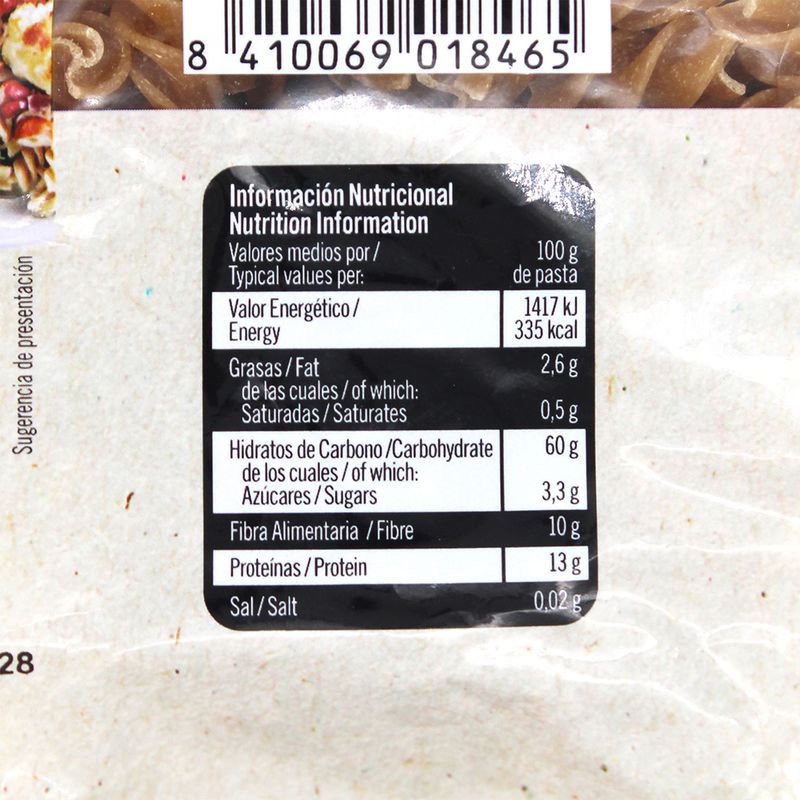 8 410069 018465
Información Nutricional
Nutrition Information
Valores medios por / 100 g
Typical values per: de pasta
Valor Energético / 1417 kJ
Energy 335 kcal
Grasas / Fat 2,6 g
de las cuales / of which:
Saturadas / Saturates 0,5 g
Hidratos de Carbono /Carbohydrate 60 g
de los cuales / of which:
Azúcares / Sugars 3,3 g
Fibra Alimentaria / Fibre 10 g
Proteínas / Protein 13 g
Sal / Salt 0,02 g
Sugerencia de presentación
28